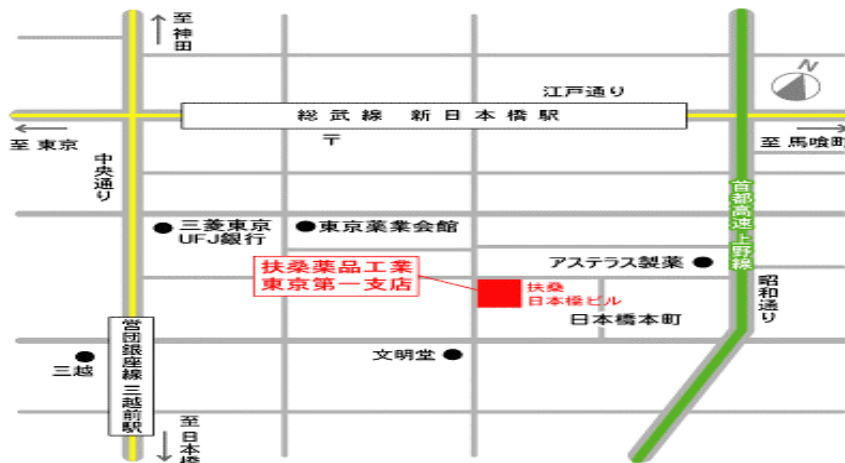 至神田
N
江戸通り
総武線 新日本橋駅
〒
至 東京
至 馬喰町
中央通り
首都高速上野線
三菱東京
UFJ銀行
東京薬業会館
アステラス製薬
扶桑薬品工業
東京第一支店
扶桑
日本橋ビル
昭和通り
日本橋本町
営団銀座線 三越前駅
三越
文明堂
至日本橋